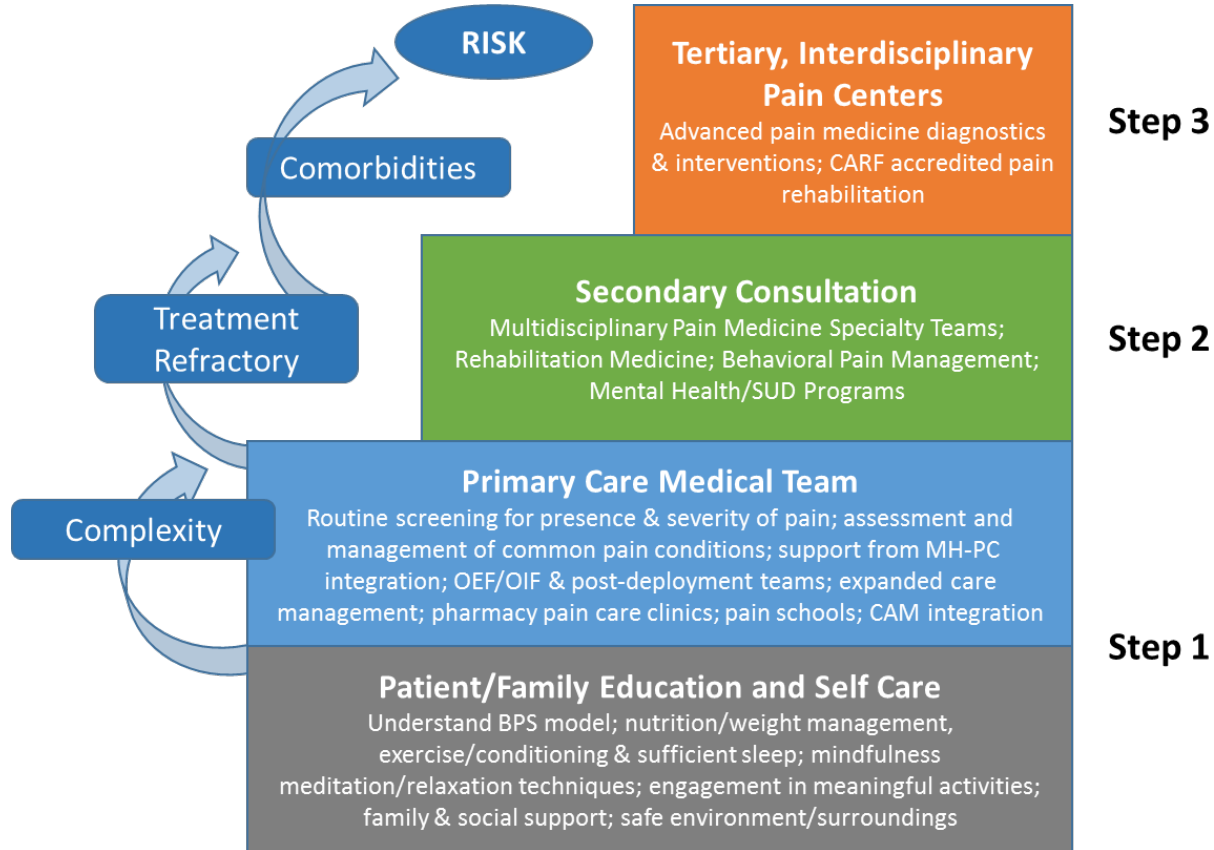 RISK
Tertiary, Interdisciplinary
Pain Centers
Advanced pain medicine diagnostics
& interventions; CARF accredited pain
rehabilitation
Step 3
Comorbidities
Secondary Consultation
Multidisciplinary Pain Medicine Specialty Teams;
Rehabilitation Medicine; Behavioral Pain Management;
Mental Health/SUD Programs
Step 2
Treatment
Refractory
Primary Care Medical Team
Routine screening for presence & severity of pain; assessment and
management of common pain conditions; support from MH-PC
integration; OEF/OIF & post-deployment teams; expanded care
management; pharmacy pain care clinics; pain schools; CAM integration
Complexity
Step 1
Patient/Family Education and Self Care
Understand BPS model; nutrition/weight management,
exercise/conditioning & sufficient sleep; mindfulness
meditation/relaxation techniques; engagement in meaningful activities;
family & social support; safe environment/surroundings